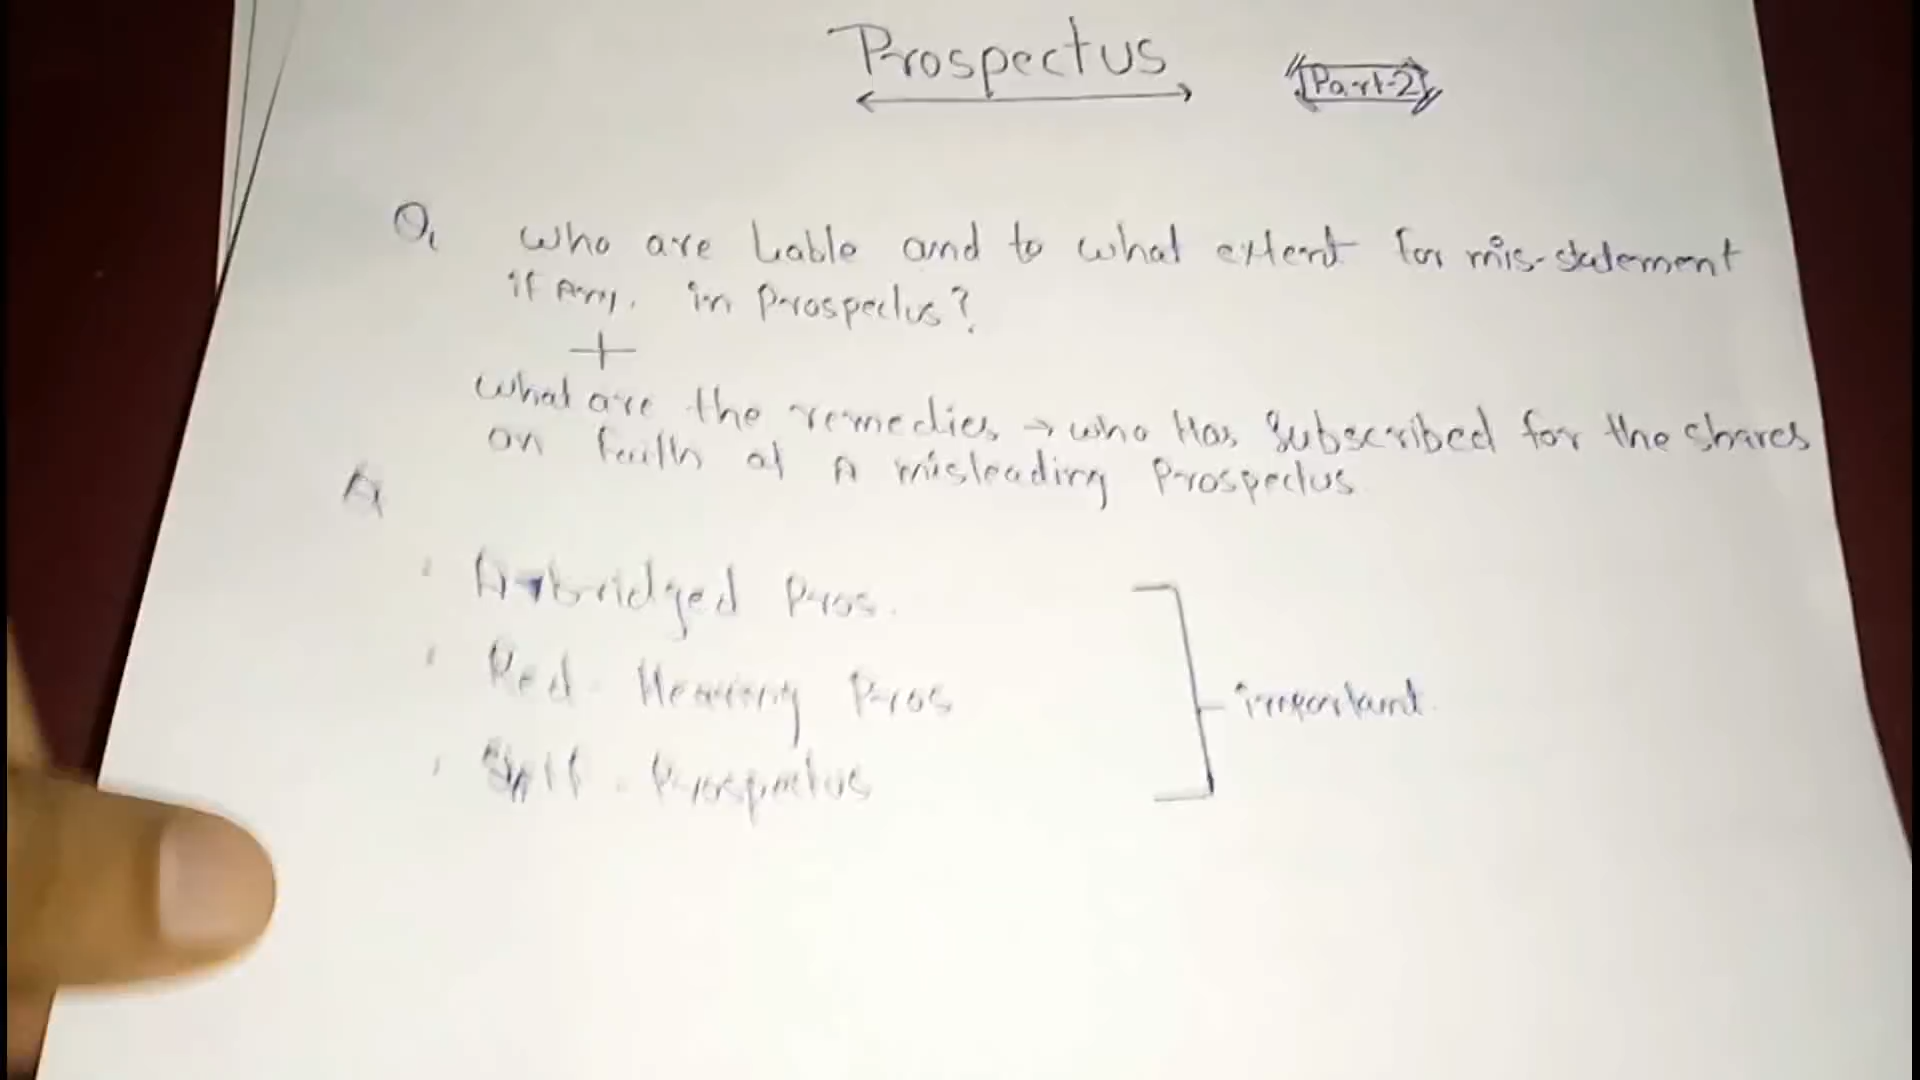 Prospectus
Part-2
Q, Who are liable and to what extent for mis-statement
if Any, in Prospectus?
+
What are the remedies → who Has Subscribed for the shares
on faith of A misleading Prospectus.
A
Abridged Pros.
Red - Hearing Pros
- Prospectus
important.